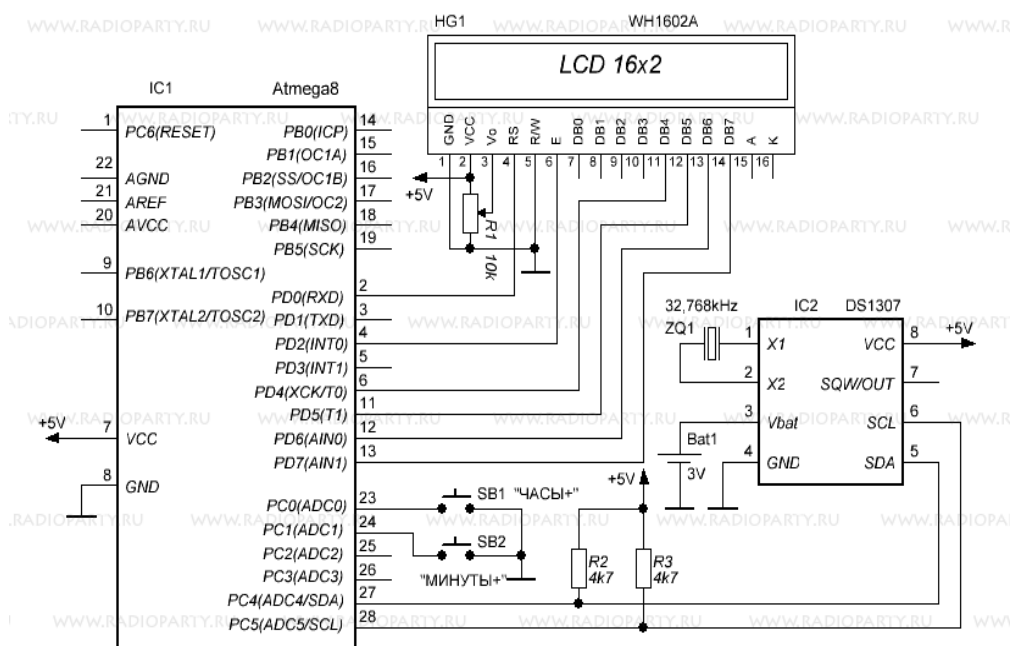 WWW.RADIOPARTY.RU WWW.RADIOPARTY.RU WWW.RADIOPARTY.RU
HG1 WH1602A
LCD 16x2
GND VCC Vo RS R/W E DB0 DB1 DB2 DB3 DB4 DB5 DB6 DB7 A K
1 2 3 4 5 6 7 8 9 10 11 12 13 14 15 16
+5V
R1 10k
IC1 Atmega8
1 PC6(RESET)
22 AGND
21 AREF
20 AVCC
9 PB6(XTAL1/TOSC1)
10 PB7(XTAL2/TOSC2)
+5V 7 VCC
8 GND
PB0(ICP) 14
PB1(OC1A) 15
PB2(SS/OC1B) 16
PB3(MOSI/OC2) 17
PB4(MISO) 18
PB5(SCK) 19
PD0(RXD) 2
PD1(TXD) 3
PD2(INT0) 4
PD3(INT1) 5
PD4(XCK/T0) 6
PD5(T1) 11
PD6(AIN0) 12
PD7(AIN1) 13
PC0(ADC0) 23
PC1(ADC1) 24
PC2(ADC2) 25
PC3(ADC3) 26
PC4(ADC4/SDA) 27
PC5(ADC5/SCL) 28
SB1 "ЧАСЫ+"
SB2
"МИНУТЫ+"
+5V
R2
4k7
R3
4k7
32,768kHz
ZQ1
IC2 DS1307
1 X1
2 X2
3 Vbat
4 GND
VCC 8 +5V
SQW/OUT 7
SCL 6
SDA 5
Bat1
3V